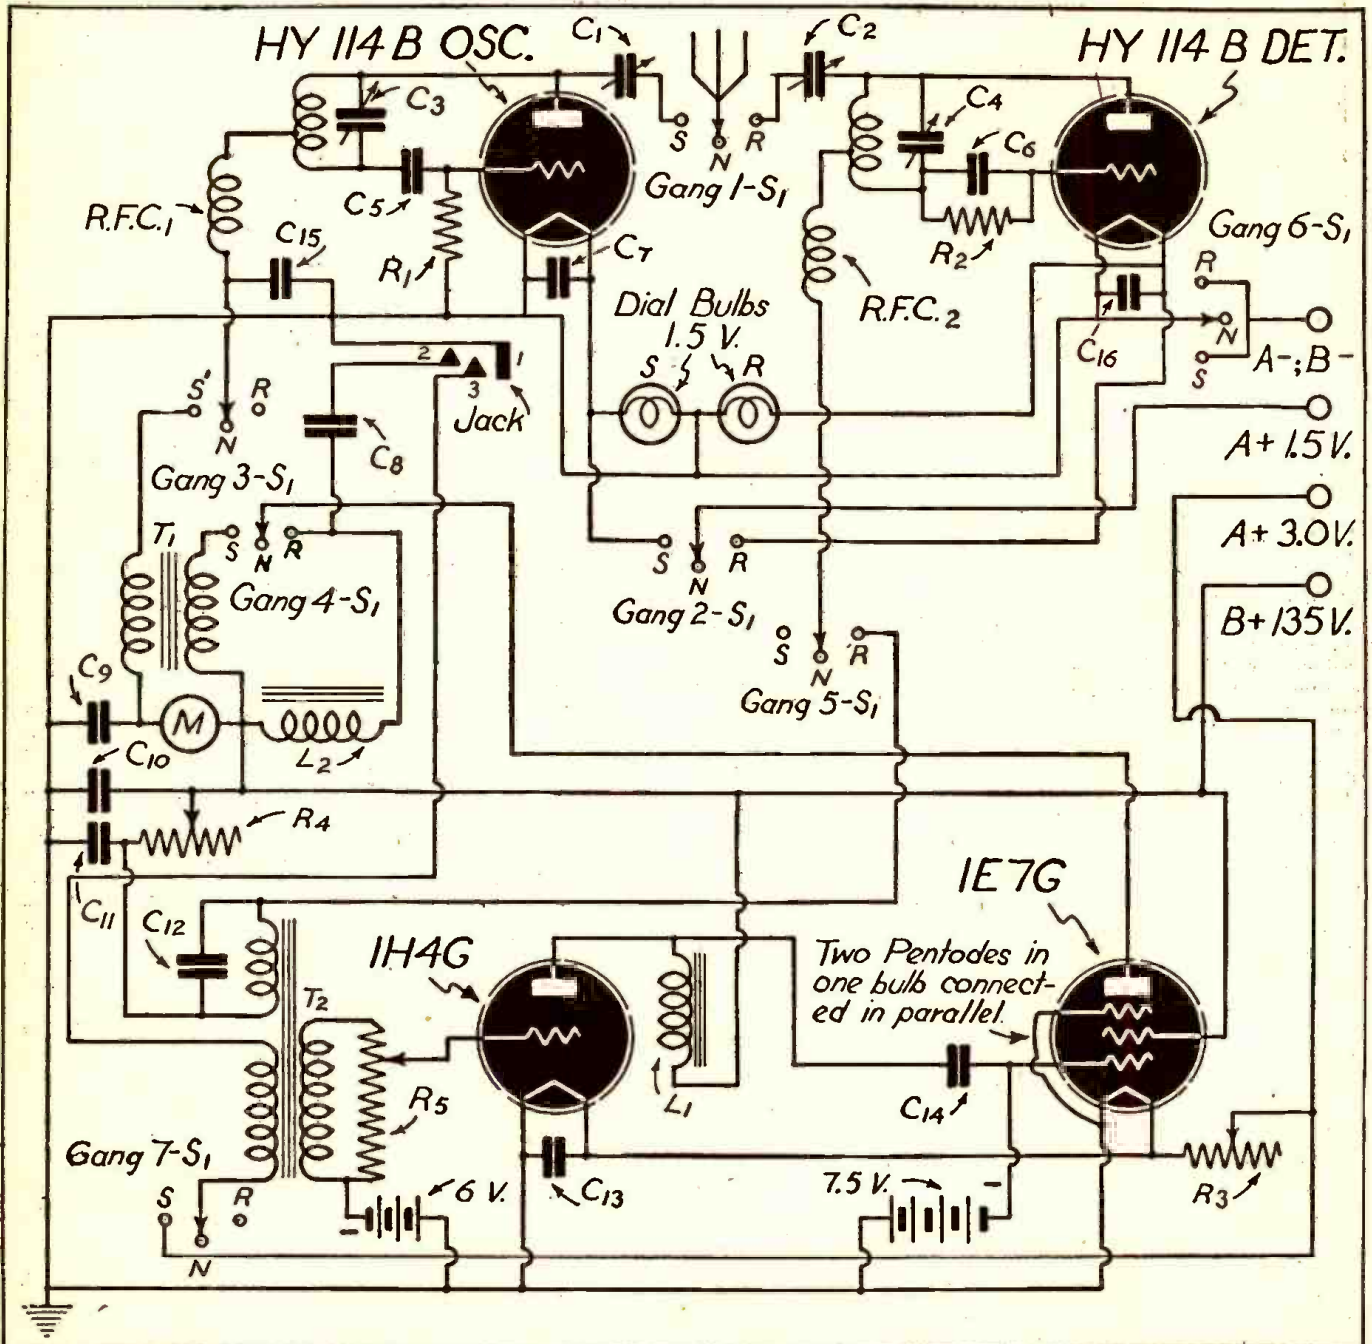 HY 114 B OSC.
C1
C2
HY 114 B DET.
C3
S
N
R
Gang 1-S1
C4
C6
C5
R1
C7
R2
R.F.C.1
C15
R.F.C.2
Gang 6-S1
R
N
S
C16
A-; B-
Dial Bulbs
1.5 V.
S
R
2
3
1
Jack
S'
R
N
Gang 3-S1
C8
A+ 1.5 V.
A+ 3.0 V.
B+ 135 V.
T1
S
N
R
Gang 4-S1
S
N
R
Gang 2-S1
S
N
R
Gang 5-S1
C9
M
L2
C10
R4
C11
C12
1H4G
T2
R5
L1
1E7G
Two Pentodes in
one bulb connect-
ed in parallel.
C14
Gang 7-S1
S
R
N
-
6 V.
C13
7.5 V.
-
R3